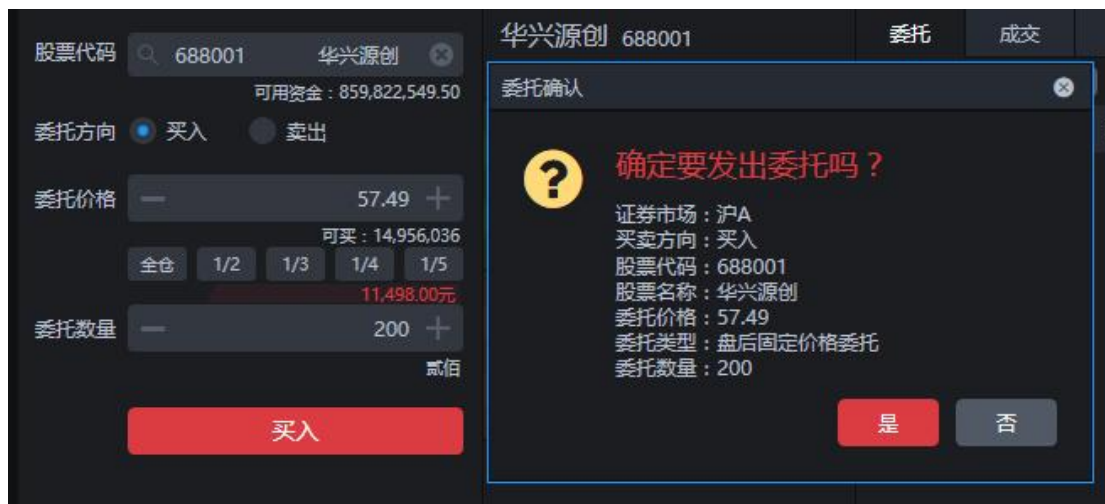 股票代码 688001 华兴源创
可用资金：859,822,549.50
委托方向 买入 卖出
委托价格 57.49
可买：14,956,036
全仓 1/2 1/3 1/4 1/5
11,498.00元
委托数量 200
贰佰
买入
华兴源创 688001 委托 成交
委托确认
确定要发出委托吗？
证券市场：沪A
买卖方向：买入
股票代码：688001
股票名称：华兴源创
委托价格：57.49
委托类型：盘后固定价格委托
委托数量：200
是 否